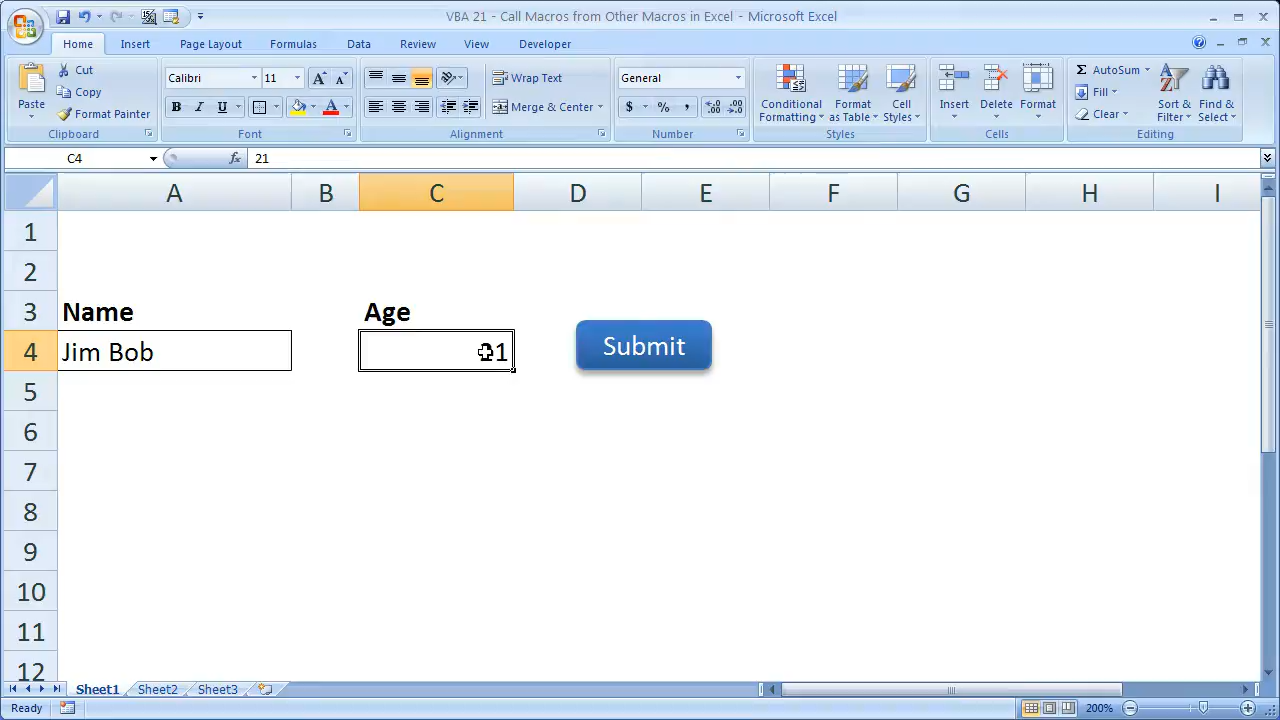 VBA 21 - Call Macros from Other Macros in Excel - Microsoft Excel
Home Insert Page Layout Formulas Data Review View Developer
Paste Cut Copy Format Painter Clipboard
Calibri 11 B I U A A A Font
Wrap Text Merge & Center Alignment
General $ % , .00 .0 Number
Conditional Formatting Format as Table Cell Styles Styles
Insert Delete Format Cells
Σ AutoSum Fill Clear Sort & Filter Find & Select Editing
C4 fx 21
A B C D E F G H I
1
2
3 Name Age
4 Jim Bob 21 Submit
5
6
7
8
9
10
11
12
Sheet1 Sheet2 Sheet3
Ready 200%